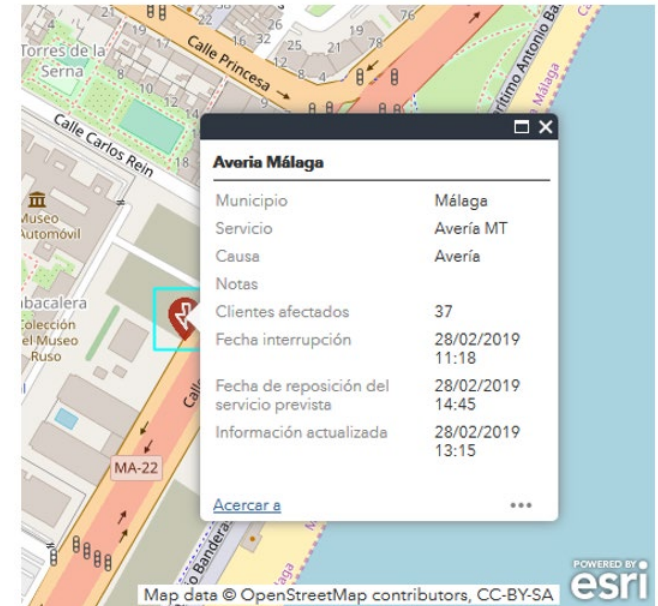 Torres de la
Serna
Calle Princesa
Calle Carlos Rein
Museo
Automóvil
abacalera
Colección
el Museo
Ruso
MA-22
Averia Málaga
Municipio Málaga
Servicio Avería MT
Causa Avería
Notas
Clientes afectados 37
Fecha interrupción 28/02/2019
11:18
Fecha de reposición del 28/02/2019
servicio prevista 14:45
Información actualizada 28/02/2019
13:15
Acercar a
Map data © OpenStreetMap contributors, CC-BY-SA
POWERED BY
esri